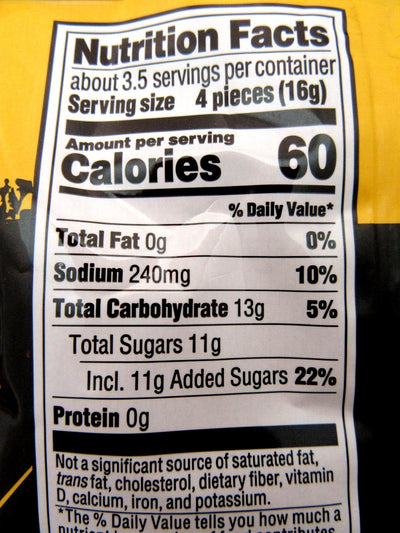 Nutrition Facts
about 3.5 servings per container
Serving size 4 pieces (16g)
Amount per serving
Calories 60
% Daily Value*
Total Fat 0g 0%
Sodium 240mg 10%
Total Carbohydrate 13g 5%
Total Sugars 11g
Incl. 11g Added Sugars 22%
Protein 0g
Not a significant source of saturated fat,
trans fat, cholesterol, dietary fiber, vitamin
D, calcium, iron, and potassium.
*The % Daily Value tells you how much a